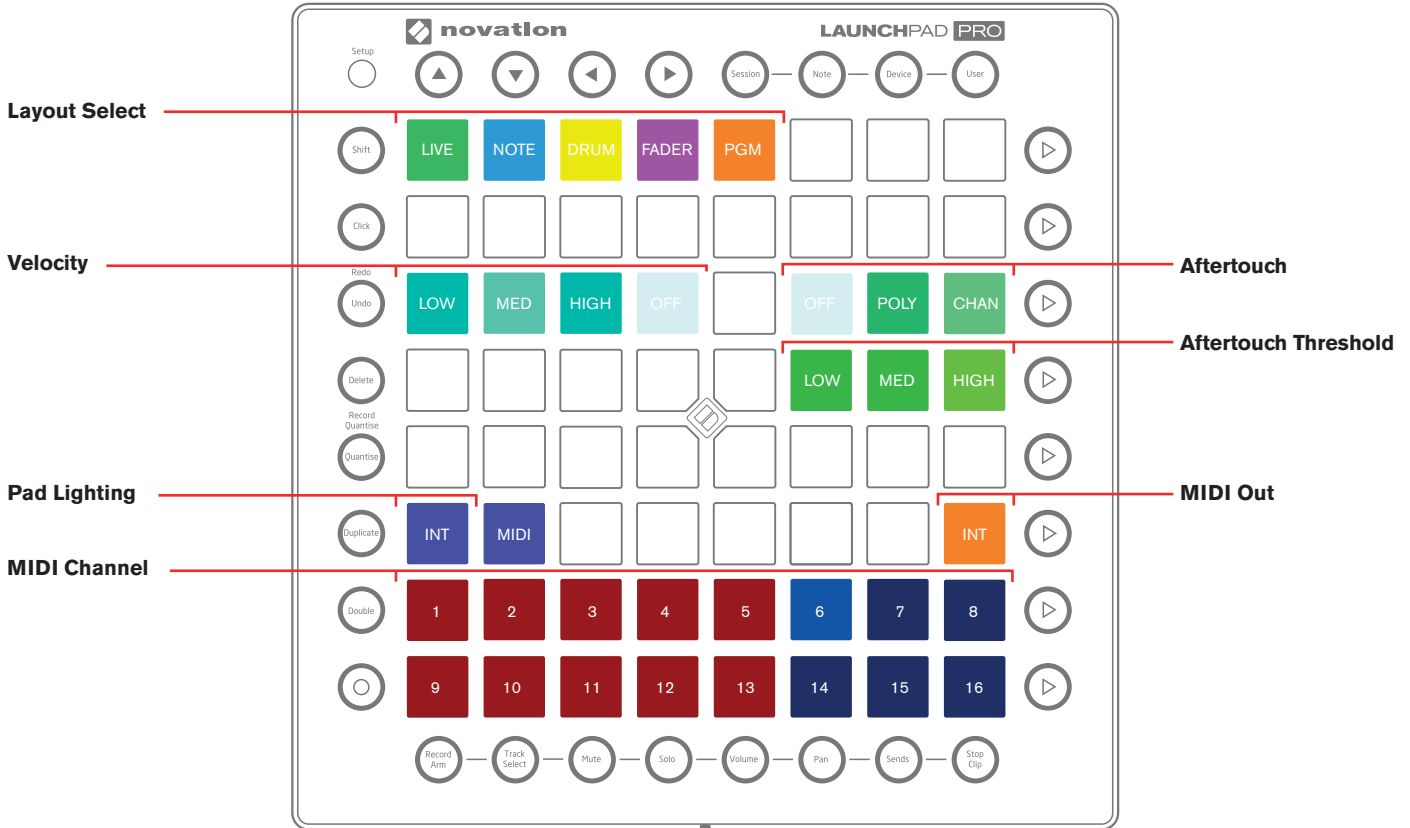 novation
LAUNCHPAD PRO
Setup
Session
Note
Device
User
Layout Select
Shift
LIVE
NOTE
DRUM
FADER
PGM
Click
Velocity
Aftertouch
Redo
Undo
LOW
MED
HIGH
OFF
OFF
POLY
CHAN
Aftertouch Threshold
Delete
LOW
MED
HIGH
Record
Quantise
Quantise
Pad Lighting
MIDI Out
Duplicate
INT
MIDI
INT
MIDI Channel
Double
1
2
3
4
5
6
7
8
9
10
11
12
13
14
15
16
Record
Arm
Track
Select
Mute
Solo
Volume
Pan
Sends
Stop
Clip